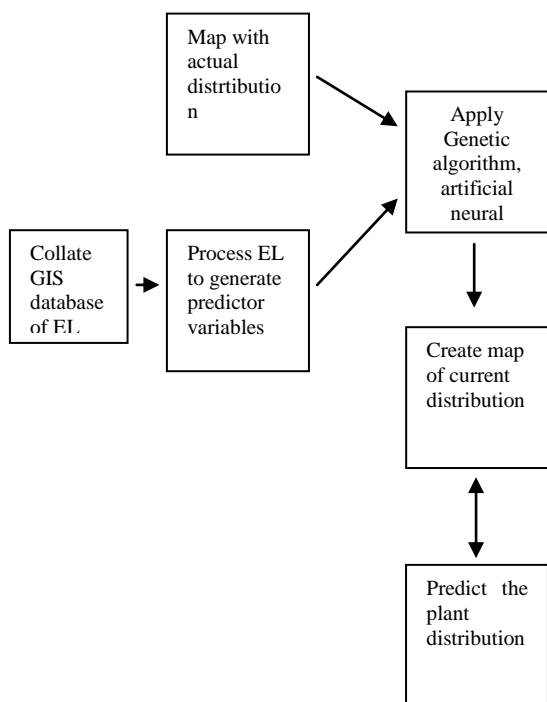 Map with
actual
distrtibutio
n
Apply
Genetic
algorithm,
artificial
neural
Collate
GIS
database
of EL
Process EL
to generate
predictor
variables
Create map
of current
distribution
Predict the
plant
distribution